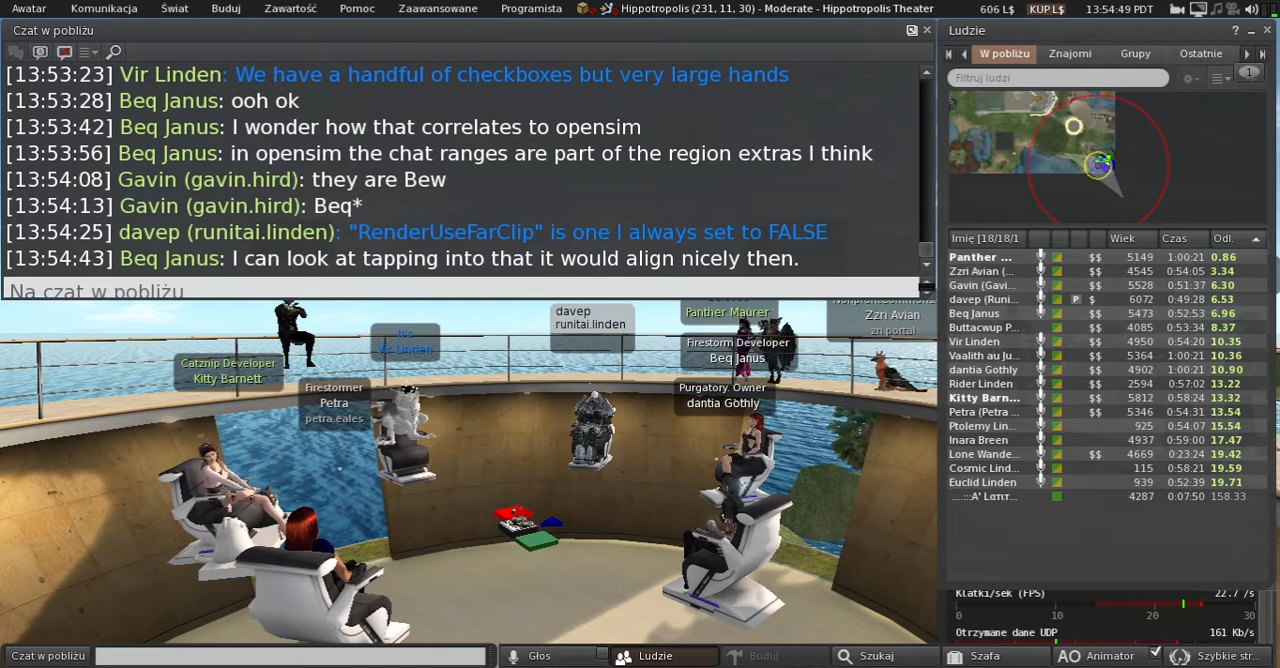 Awatar Komunikacja Świat Buduj Zawartość Pomoc Zaawansowane Programista Hippotropolis (231, 11, 30) - Moderate - Hippotropolis Theater 606 L$ KUP L$ 13:54:49 PDT
Czat w pobliżu
[13:53:23] Vir Linden: We have a handful of checkboxes but very large hands
[13:53:28] Beq Janus: ooh ok
[13:53:42] Beq Janus: I wonder how that correlates to opensim
[13:53:56] Beq Janus: in opensim the chat ranges are part of the region extras I think
[13:54:08] Gavin (gavin.hird): they are Bew
[13:54:13] Gavin (gavin.hird): Beq*
[13:54:25] davep (runitai.linden): "RenderUseFarClip" is one I always set to FALSE
[13:54:43] Beq Janus: I can look at tapping into that it would align nicely then.
Na czat w pobliżu
Catznip Developer
Kitty Barnett
It's
Vir Linden
Firestormer
Petra
petra.eales
davep
runitai.linden
Panther Maurer
Firestorm Developer
Beq Janus
Purgatory. Owner
dantia Gothly
NonprofitCommons
Zzri Avian
zri.portal
Ludzie
W pobliżu Znajomi Grupy Ostatnie 1
Filtruj ludzi
Imię [18/18/1 Wiek Czas Odl.
Panther ... $$ 5149 1:00:21 0.86
Zzri Avian (... $$ 4545 0:54:05 3.34
Gavin (Gavi... $$ 5528 0:51:37 6.30
davep (Runi... P $ 6072 0:49:28 6.53
Beq Janus $$ 5473 0:52:53 6.96
Buttacwup P... $$ 4085 0:53:34 8.37
Vir Linden $$ 4950 0:54:20 10.35
Vaalith au Ju... $$ 5364 1:00:21 10.36
dantia Gothly $$ 4902 1:00:21 10.90
Rider Linden $$ 2594 0:57:02 13.22
Kitty Barn... $$ 5812 0:58:24 13.32
Petra (Petra ... $$ 5346 0:54:31 13.54
Ptolemy Lin... 925 0:54:07 15.54
Inara Breen 4937 0:59:00 17.47
Lone Wande... $$ 4669 0:23:24 19.42
Cosmic Lind... 115 0:58:21 19.59
Euclid Linden 939 0:52:39 19.71
4287 0:07:50 158.33
Klatki/sek (FPS) 22.7 /s
0 10 20 30
Otrzymane dane UDP 161 Kb/s
Czat w pobliżu Głos Ludzie Buduj Szukaj Szafa AO Animator Szybkie str...